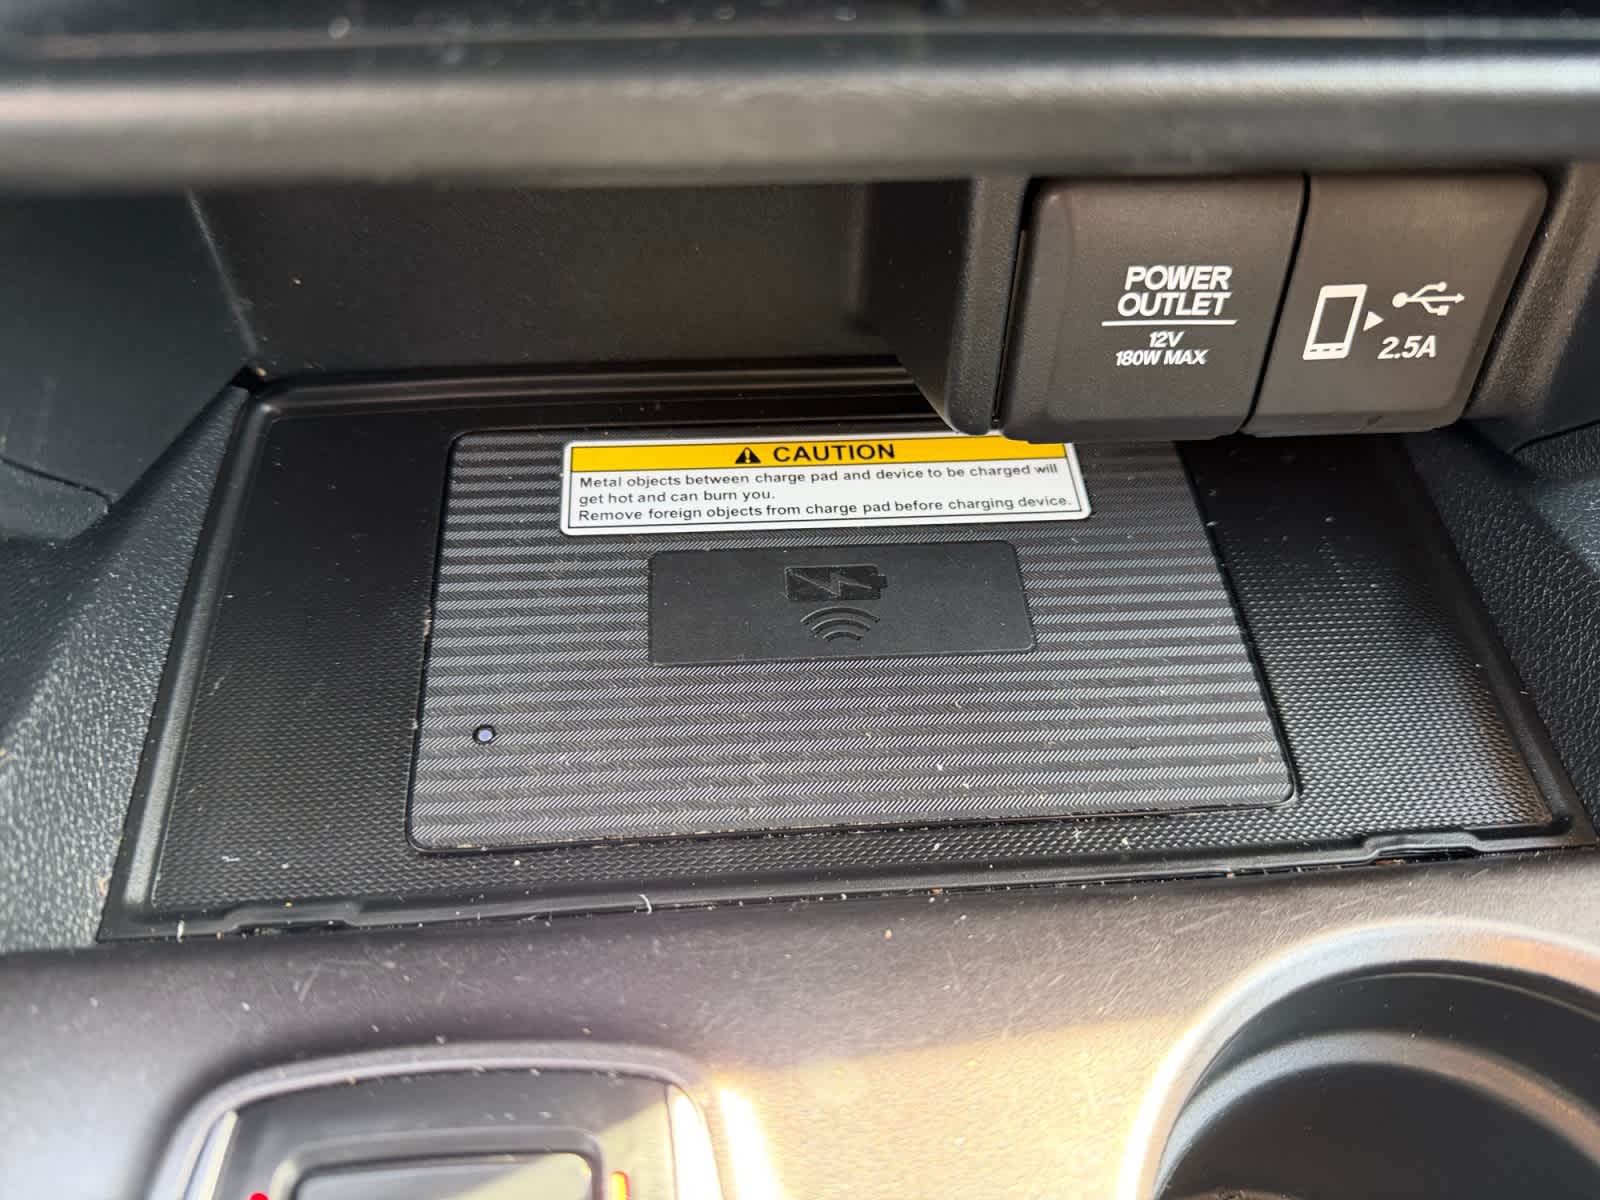 POWER
OUTLET
12V
180W MAX
2.5A
CAUTION
Metal objects between charge pad and device to be charged will
get hot and can burn you.
Remove foreign objects from charge pad before charging device.